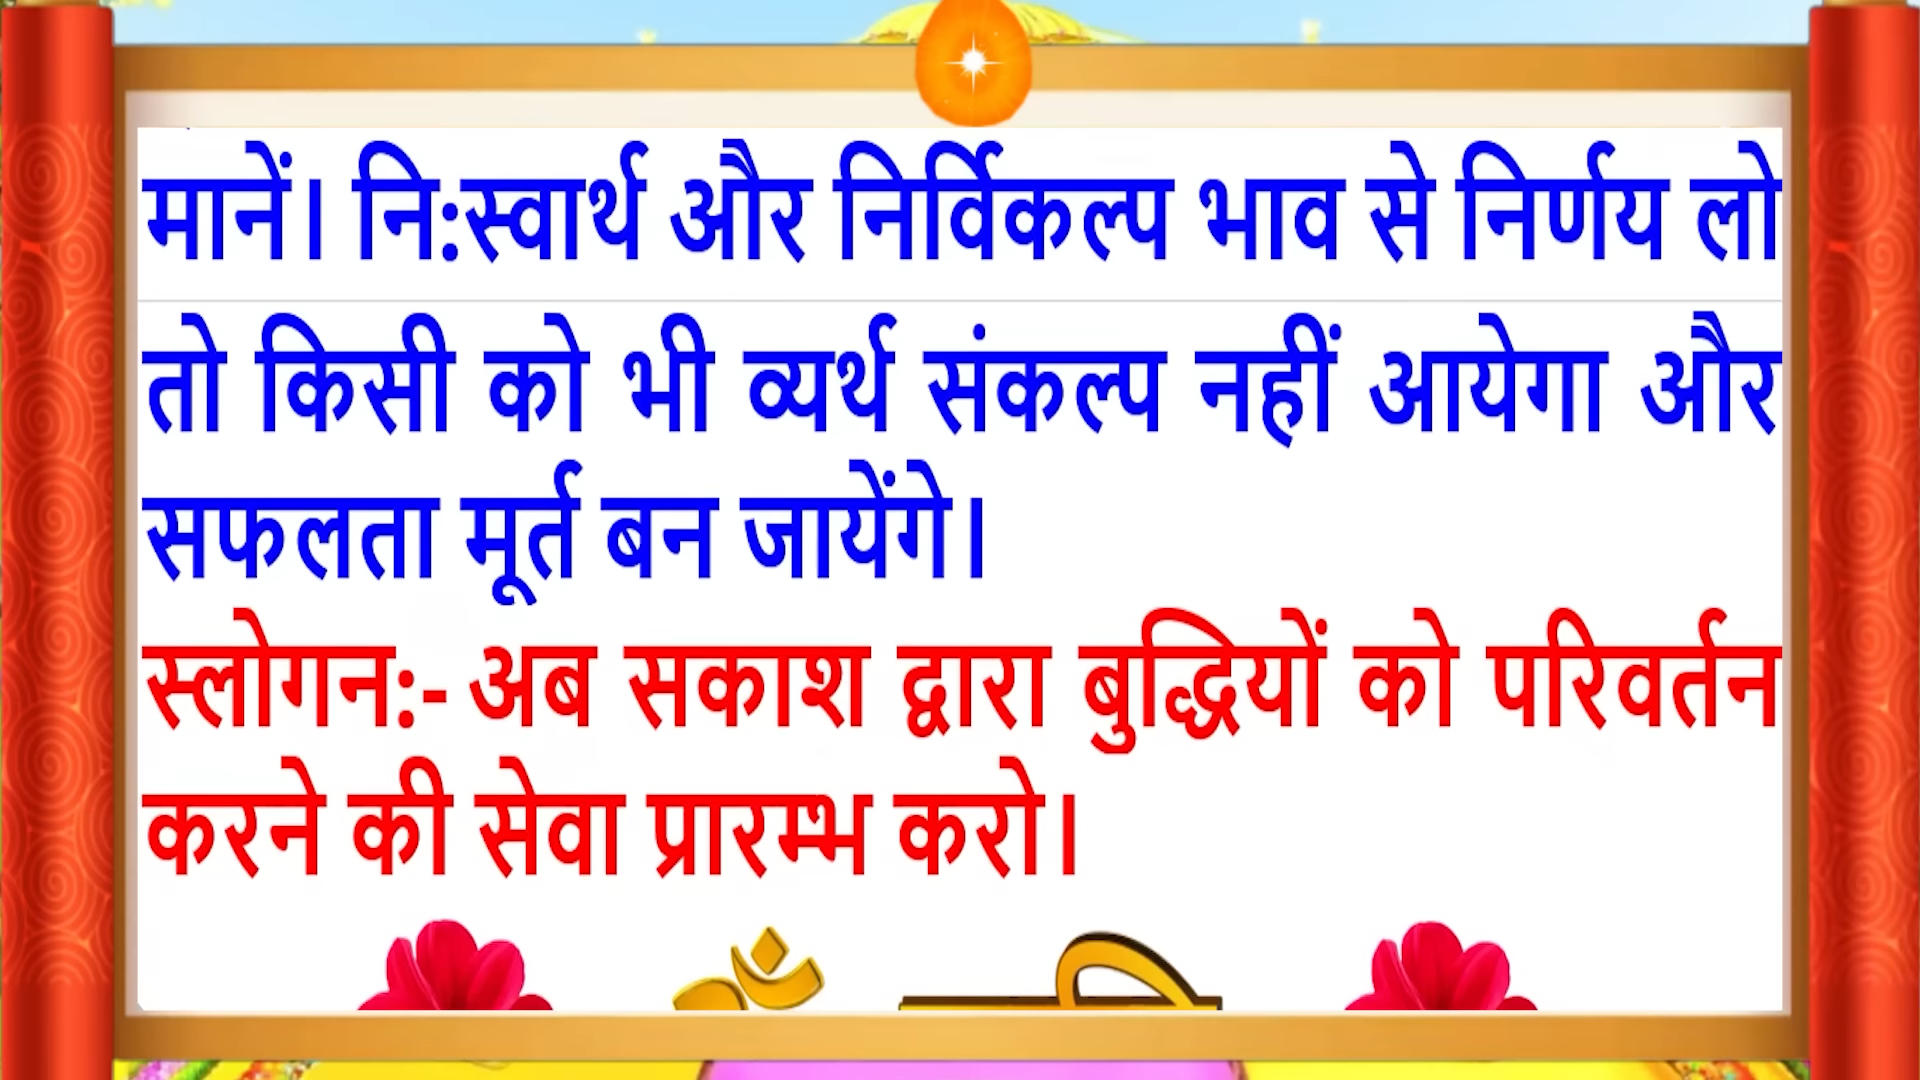 मानें। नि:स्वार्थ और निर्विकल्प भाव से निर्णय लो
तो किसी को भी व्यर्थ संकल्प नहीं आयेगा और
सफलता मूर्त बन जायेंगे।
स्लोगन:- अब सकाश द्वारा बुद्धियों को परिवर्तन
करने की सेवा प्रारम्भ करो।